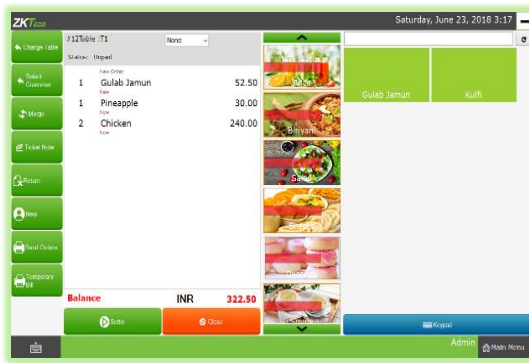 ZKTeco
Saturday, June 23, 2018 3:17
Change Table
Select
Customer
Merge
Ticket Note
Return
New
Send Orders
Temporary
Bill
#12Table :T1
None
Status: Unpaid
New Order
1 Gulab Jamun 52.50
New
1 Pineapple 30.00
New
2 Chicken 240.00
New
Balance INR 322.50
Settle
Close
Biriyani
Gulab Jamun
Kulfi
Keypad
Admin
Main Menu